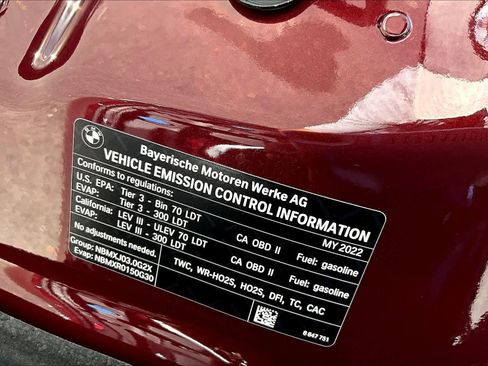 BMW
Bayerische Motoren Werke AG
VEHICLE EMISSION CONTROL INFORMATION
Conforms to regulations: MY 2022
U.S. EPA: Tier 3 - Bin 70 LDT CA OBD II Fuel: gasoline
EVAP: Tier 3 - 300 LDT
California: LEV III - ULEV 70 LDT CA OBD II Fuel: gasoline
EVAP: LEV III - 300 LDT
No adjustments needed. TWC, WR-HO2S, HO2S, DFI, TC, CAC
Group: NBMXJ03.0G2X
Evap: NBMXR0150G30
8 847 751